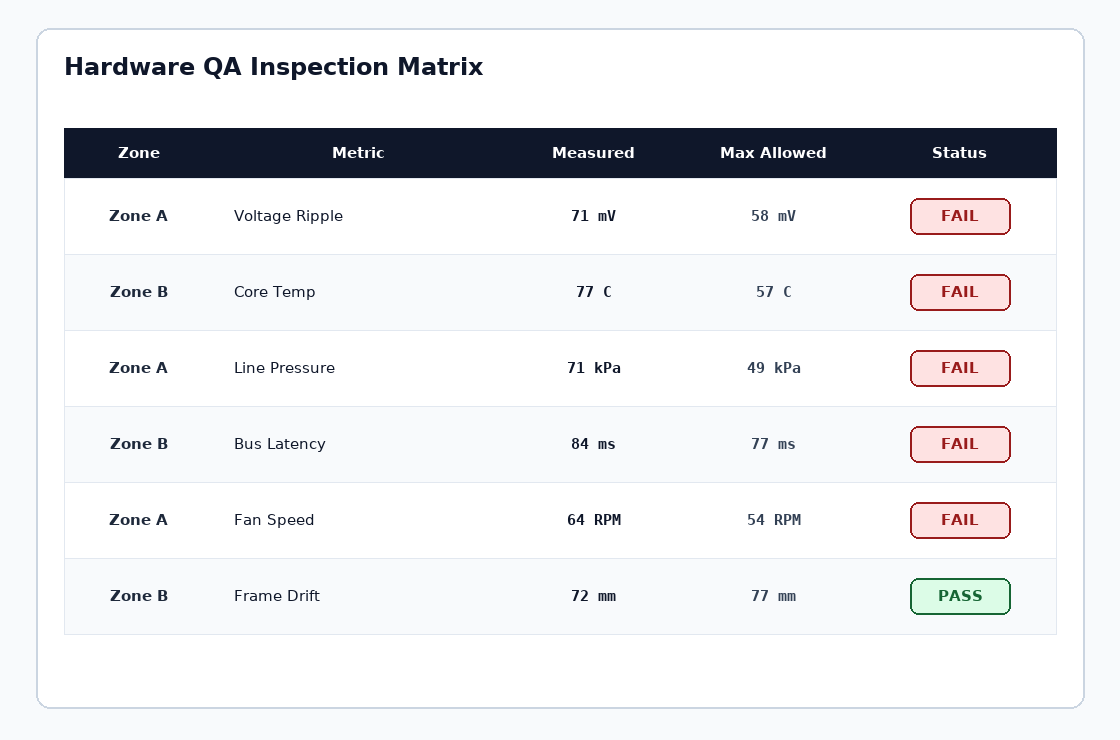 Hardware QA Inspection Matrix
Zone Metric Measured Max Allowed Status
Zone A Voltage Ripple 71 mV 58 mV FAIL
Zone B Core Temp 77 C 57 C FAIL
Zone A Line Pressure 71 kPa 49 kPa FAIL
Zone B Bus Latency 84 ms 77 ms FAIL
Zone A Fan Speed 64 RPM 54 RPM FAIL
Zone B Frame Drift 72 mm 77 mm PASS